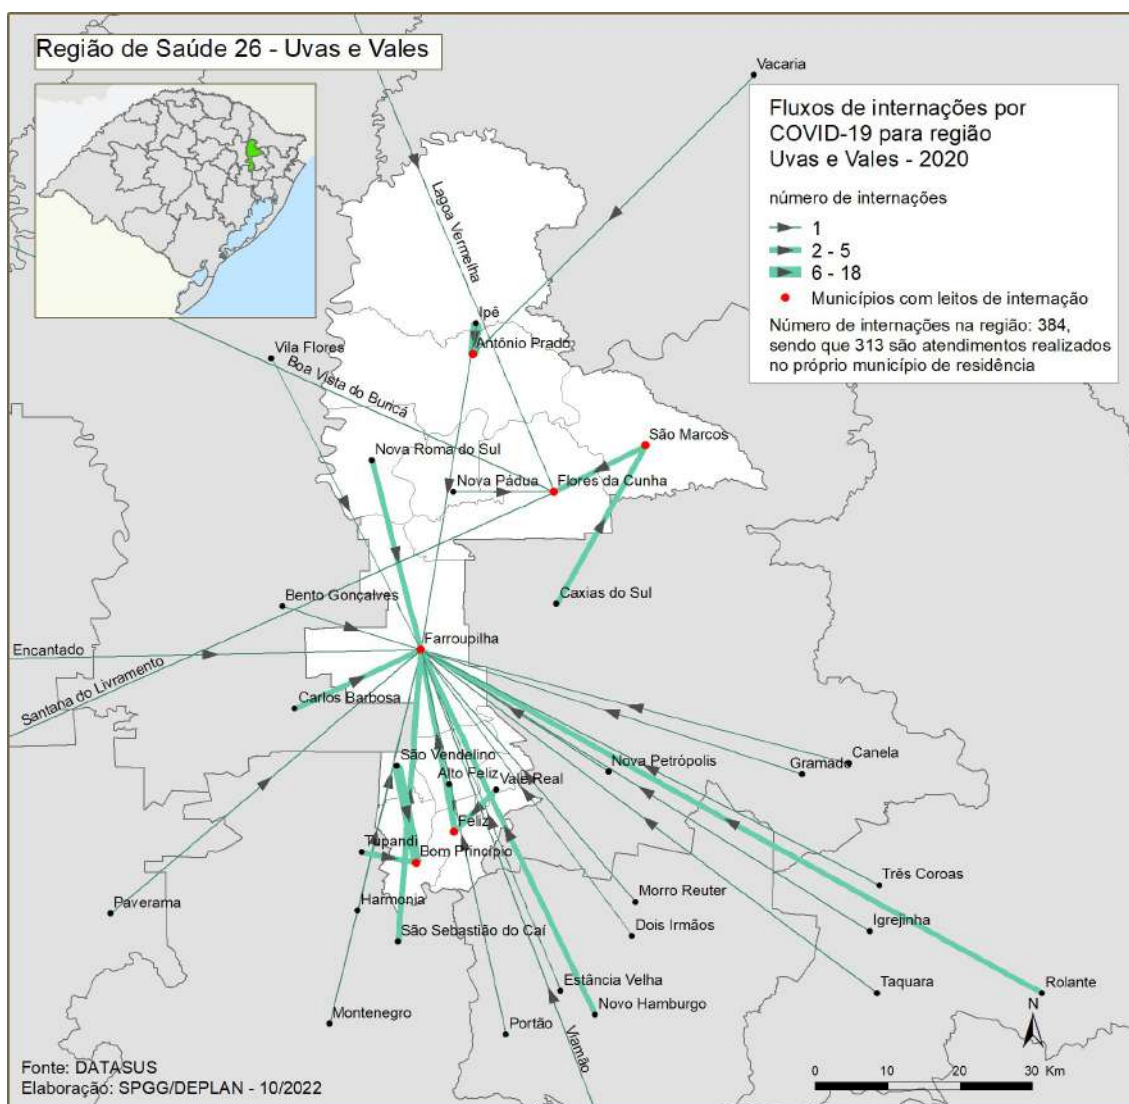 Região de Saúde 26 - Uvas e Vales
Vacaria
Fluxos de internações por
COVID-19 para região
Uvas e Vales - 2020
número de internações
1
2 - 5
6 - 18
Municípios com leitos de internação
Número de internações na região: 384,
sendo que 313 são atendimentos realizados
no próprio município de residência
Lagoa Vermelha
Ipê
Antônio Prado
Vila Flores
Boa Vista do Buricá
São Marcos
Nova Roma do Sul
Nova Pádua
Flores da Cunha
Caxias do Sul
Bento Gonçalves
Farroupilha
Encantado
Santana do Livramento
Carlos Barbosa
São Vendelino
Alto Feliz
Vale Real
Nova Petrópolis
Canela
Gramado
Feliz
Tupandi
Bom Princípio
Três Coroas
Morro Reuter
Harmonia
Paverama
Igrejinha
São Sebastião do Caí
Dois Irmãos
Estância Velha
Taquara
Rolante
Novo Hamburgo
Montenegro
Portão
Viamão
N
Fonte: DATASUS
Elaboração: SPGG/DEPLAN - 10/2022
0 10 20 30 Km